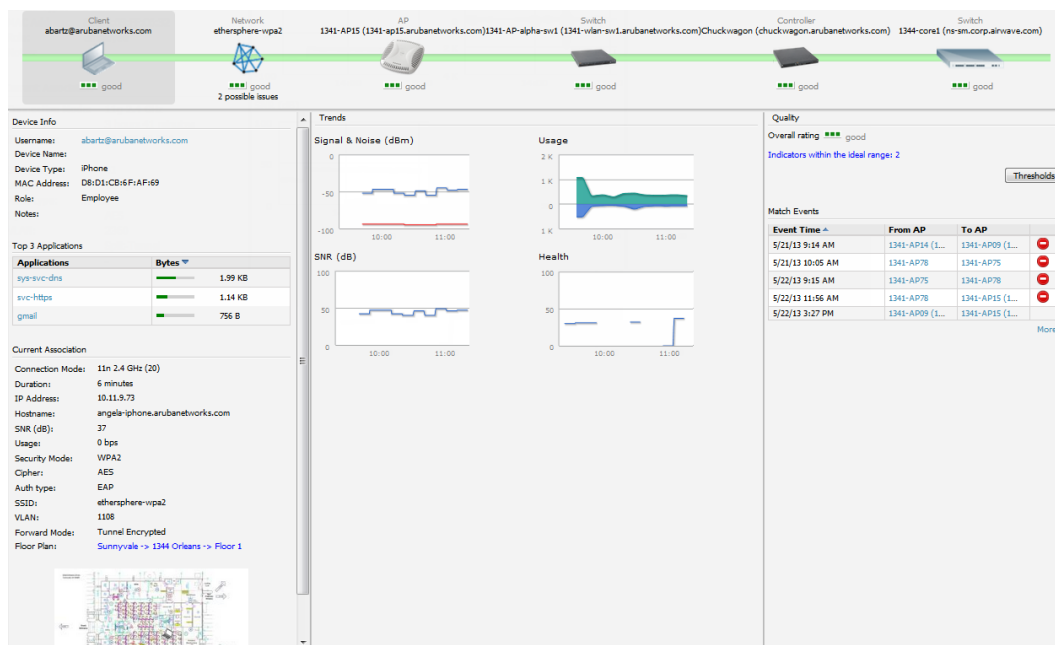 Client
abartz@arubanetworks.com
good
Network
ethersphere-wpa2
good
2 possible issues
AP
1341-AP15 (1341-ap15.arubanetworks.com)
good
Switch
1341-AP-alpha-sw1 (1341-wlan-sw1.arubanetworks.com)
good
Controller
Chuckwagon (chuckwagon.arubanetworks.com)
good
Switch
1344-core1 (ns-sm.corp.airwave.com)
good
Device Info
Username: abartz@arubanetworks.com
Device Name:
Device Type: iPhone
MAC Address: D8:D1:CB:6F:AF:69
Role: Employee
Notes:
Top 3 Applications
Applications Bytes
sys-svc-dns 1.99 KB
svc-https 1.14 KB
gmail 756 B
Current Association
Connection Mode: 11n 2.4 GHz (20)
Duration: 6 minutes
IP Address: 10.11.9.73
Hostname: angela-iphone.arubanetworks.com
SNR (dB): 37
Usage: 0 bps
Security Mode: WPA2
Cipher: AES
Auth type: EAP
SSID: ethersphere-wpa2
VLAN: 1108
Forward Mode: Tunnel Encrypted
Floor Plan: Sunnyvale -> 1344 Orleans -> Floor 1
Trends
Signal & Noise (dBm)
0
-50
-100
10:00 11:00
Usage
2 K
1 K
0
1 K
10:00 11:00
SNR (dB)
100
50
0
10:00 11:00
Health
100
50
0
10:00 11:00
Quality
Overall rating good
Indicators within the ideal range: 2
Thresholds
Match Events
Event Time From AP To AP
5/21/13 9:14 AM 1341-AP14 (1... 1341-AP09 (1...
5/21/13 10:05 AM 1341-AP78 1341-AP75
5/22/13 9:15 AM 1341-AP75 1341-AP78
5/22/13 11:56 AM 1341-AP78 1341-AP15 (1...
5/22/13 3:27 PM 1341-AP09 (1... 1341-AP15 (1...
More